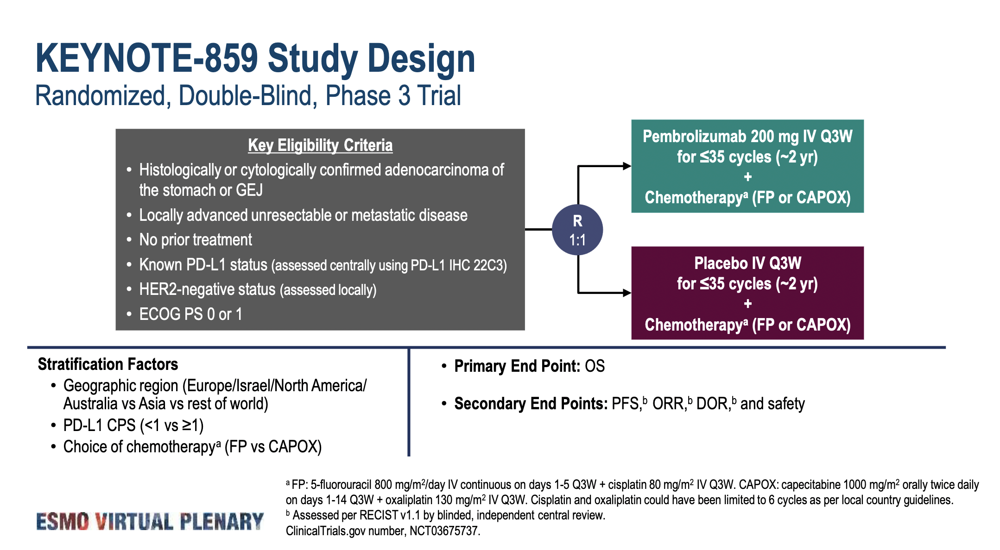 KEYNOTE-859 Study Design
Randomized, Double-Blind, Phase 3 Trial
Key Eligibility Criteria
• Histologically or cytologically confirmed adenocarcinoma of
the stomach or GEJ
• Locally advanced unresectable or metastatic disease
• No prior treatment
• Known PD-L1 status (assessed centrally using PD-L1 IHC 22C3)
• HER2-negative status (assessed locally)
• ECOG PS 0 or 1
R
1:1
Pembrolizumab 200 mg IV Q3W
for ≤35 cycles (~2 yr)
+
Chemotherapyᵃ (FP or CAPOX)
Placebo IV Q3W
for ≤35 cycles (~2 yr)
+
Chemotherapyᵃ (FP or CAPOX)
Stratification Factors
• Geographic region (Europe/Israel/North America/
Australia vs Asia vs rest of world)
• PD-L1 CPS (<1 vs ≥1)
• Choice of chemotherapyᵃ (FP vs CAPOX)
• Primary End Point: OS
• Secondary End Points: PFS,ᵇ ORR,ᵇ DOR,ᵇ and safety
ᵃ FP: 5-fluorouracil 800 mg/m²/day IV continuous on days 1-5 Q3W + cisplatin 80 mg/m² IV Q3W. CAPOX: capecitabine 1000 mg/m² orally twice daily
on days 1-14 Q3W + oxaliplatin 130 mg/m² IV Q3W. Cisplatin and oxaliplatin could have been limited to 6 cycles as per local country guidelines.
ᵇ Assessed per RECIST v1.1 by blinded, independent central review.
ClinicalTrials.gov number, NCT03675737.
ESMO VIRTUAL PLENARY